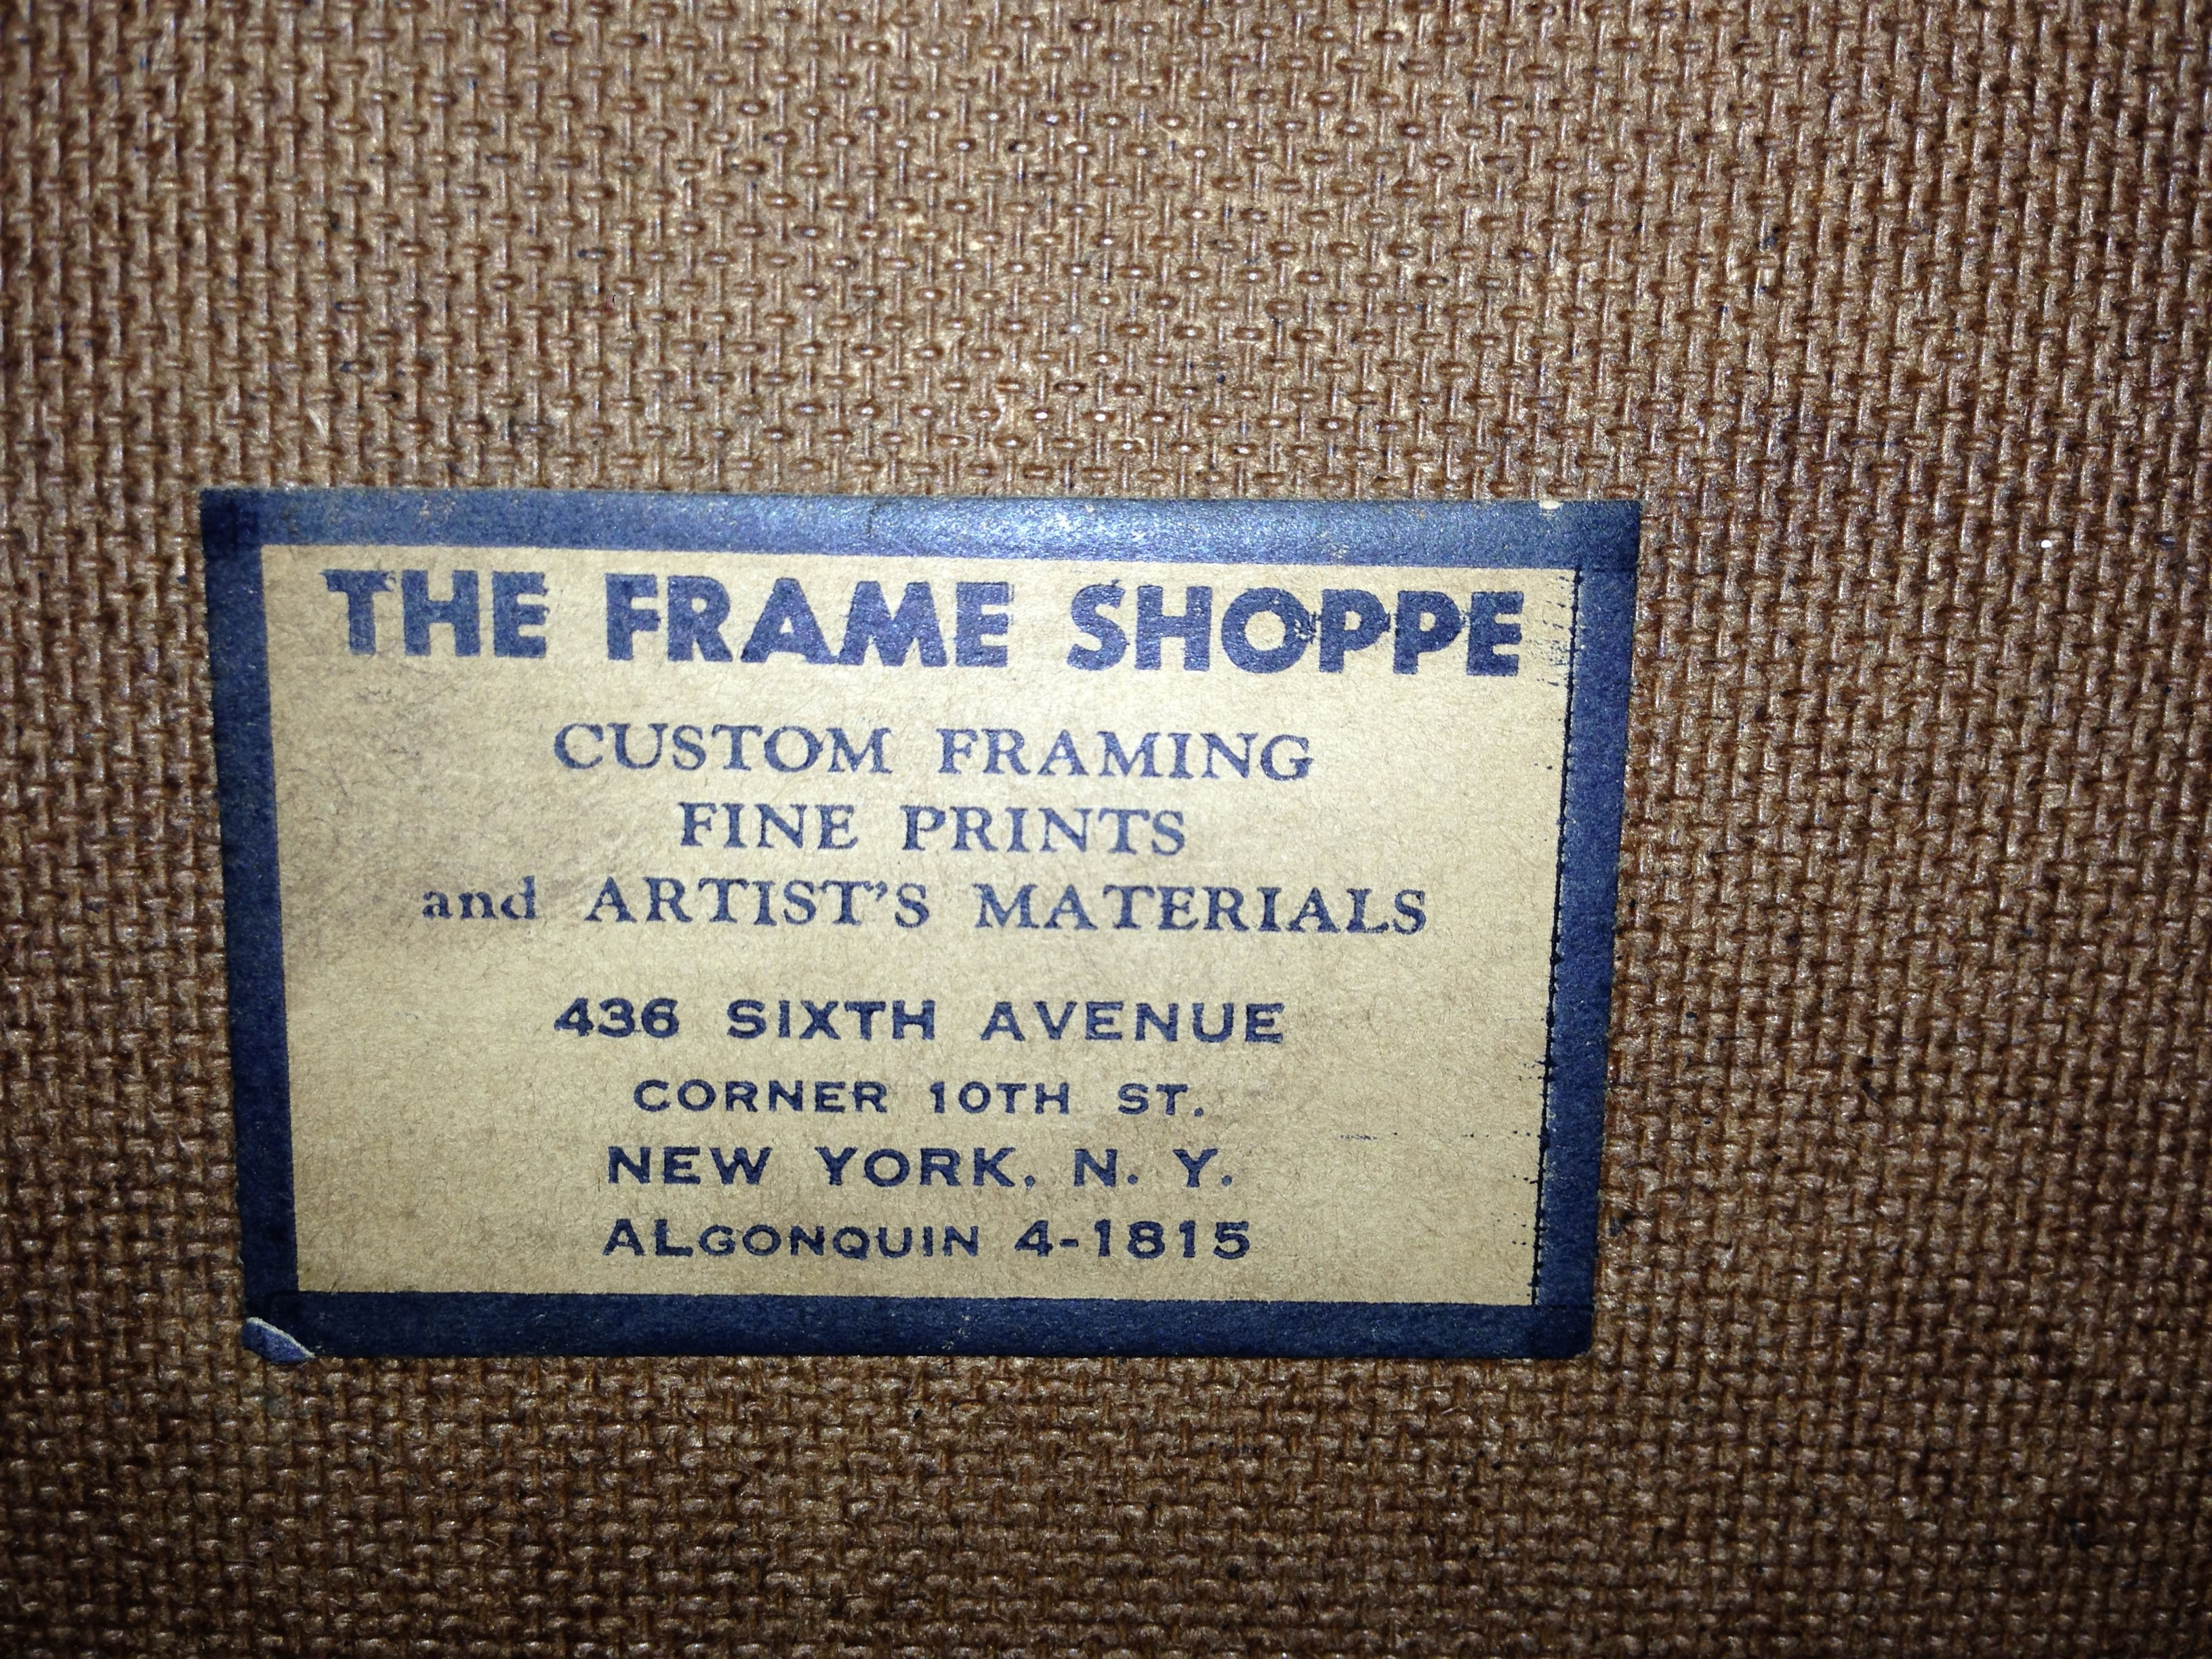 THE FRAME SHOPPE
CUSTOM FRAMING
FINE PRINTS
and ARTIST'S MATERIALS
436 SIXTH AVENUE
CORNER 10TH ST.
NEW YORK, N. Y.
ALGONQUIN 4-1815